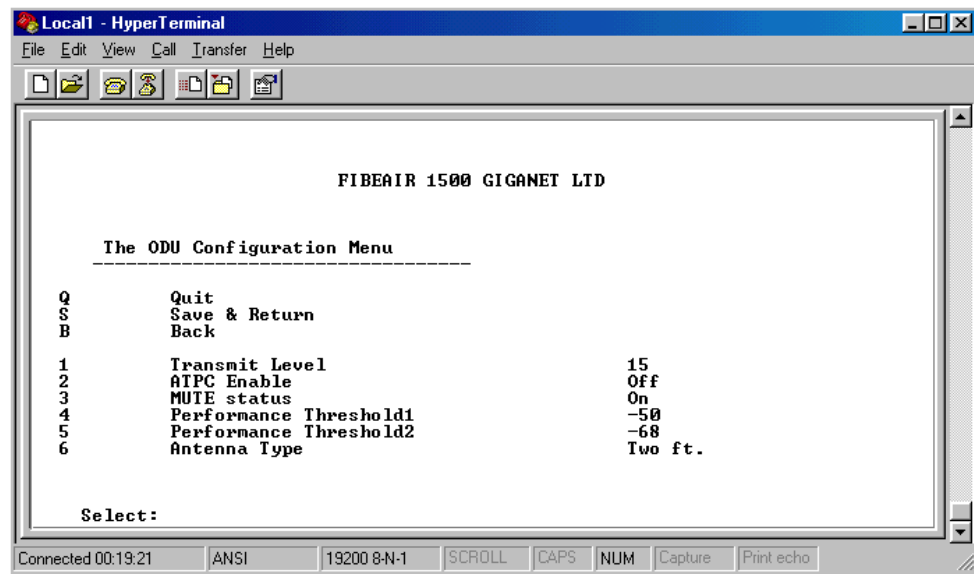 Local1 - HyperTerminal
File Edit View Call Transfer Help
FIBEAIR 1500 GIGANET LTD
The ODU Configuration Menu
-----------------------------------
Q Quit
S Save & Return
B Back
1 Transmit Level 15
2 ATPC Enable Off
3 MUTE status On
4 Performance Threshold1 -50
5 Performance Threshold2 -68
6 Antenna Type Two ft.
Select:
Connected 00:19:21 ANSI 19200 8-N-1 SCROLL CAPS NUM Capture Print echo